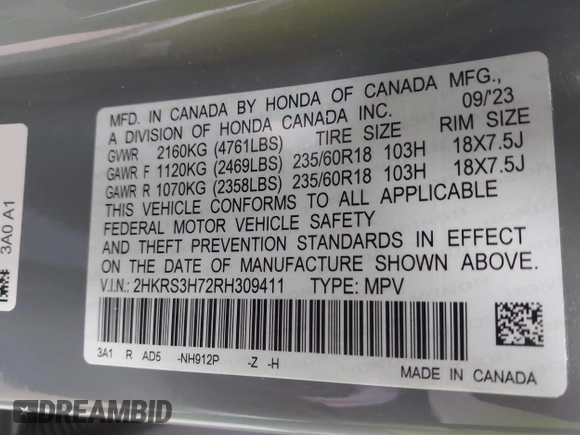 MFD. IN CANADA BY HONDA OF CANADA MFG.,
A DIVISION OF HONDA CANADA INC. 09/'23
GVWR 2160KG (4761LBS) TIRE SIZE RIM SIZE
GAWR F 1120KG (2469LBS) 235/60R18 103H 18X7.5J
GAWR R 1070KG (2358LBS) 235/60R18 103H 18X7.5J
THIS VEHICLE CONFORMS TO ALL APPLICABLE
FEDERAL MOTOR VEHICLE SAFETY
AND THEFT PREVENTION STANDARDS IN EFFECT
ON THE DATE OF MANUFACTURE SHOWN ABOVE.
V.I.N.: 2HKRS3H72RH309411 TYPE: MPV
3A1 R AD5 -NH912P -Z -H
MADE IN CANADA
3A0 A1
DREAMBID